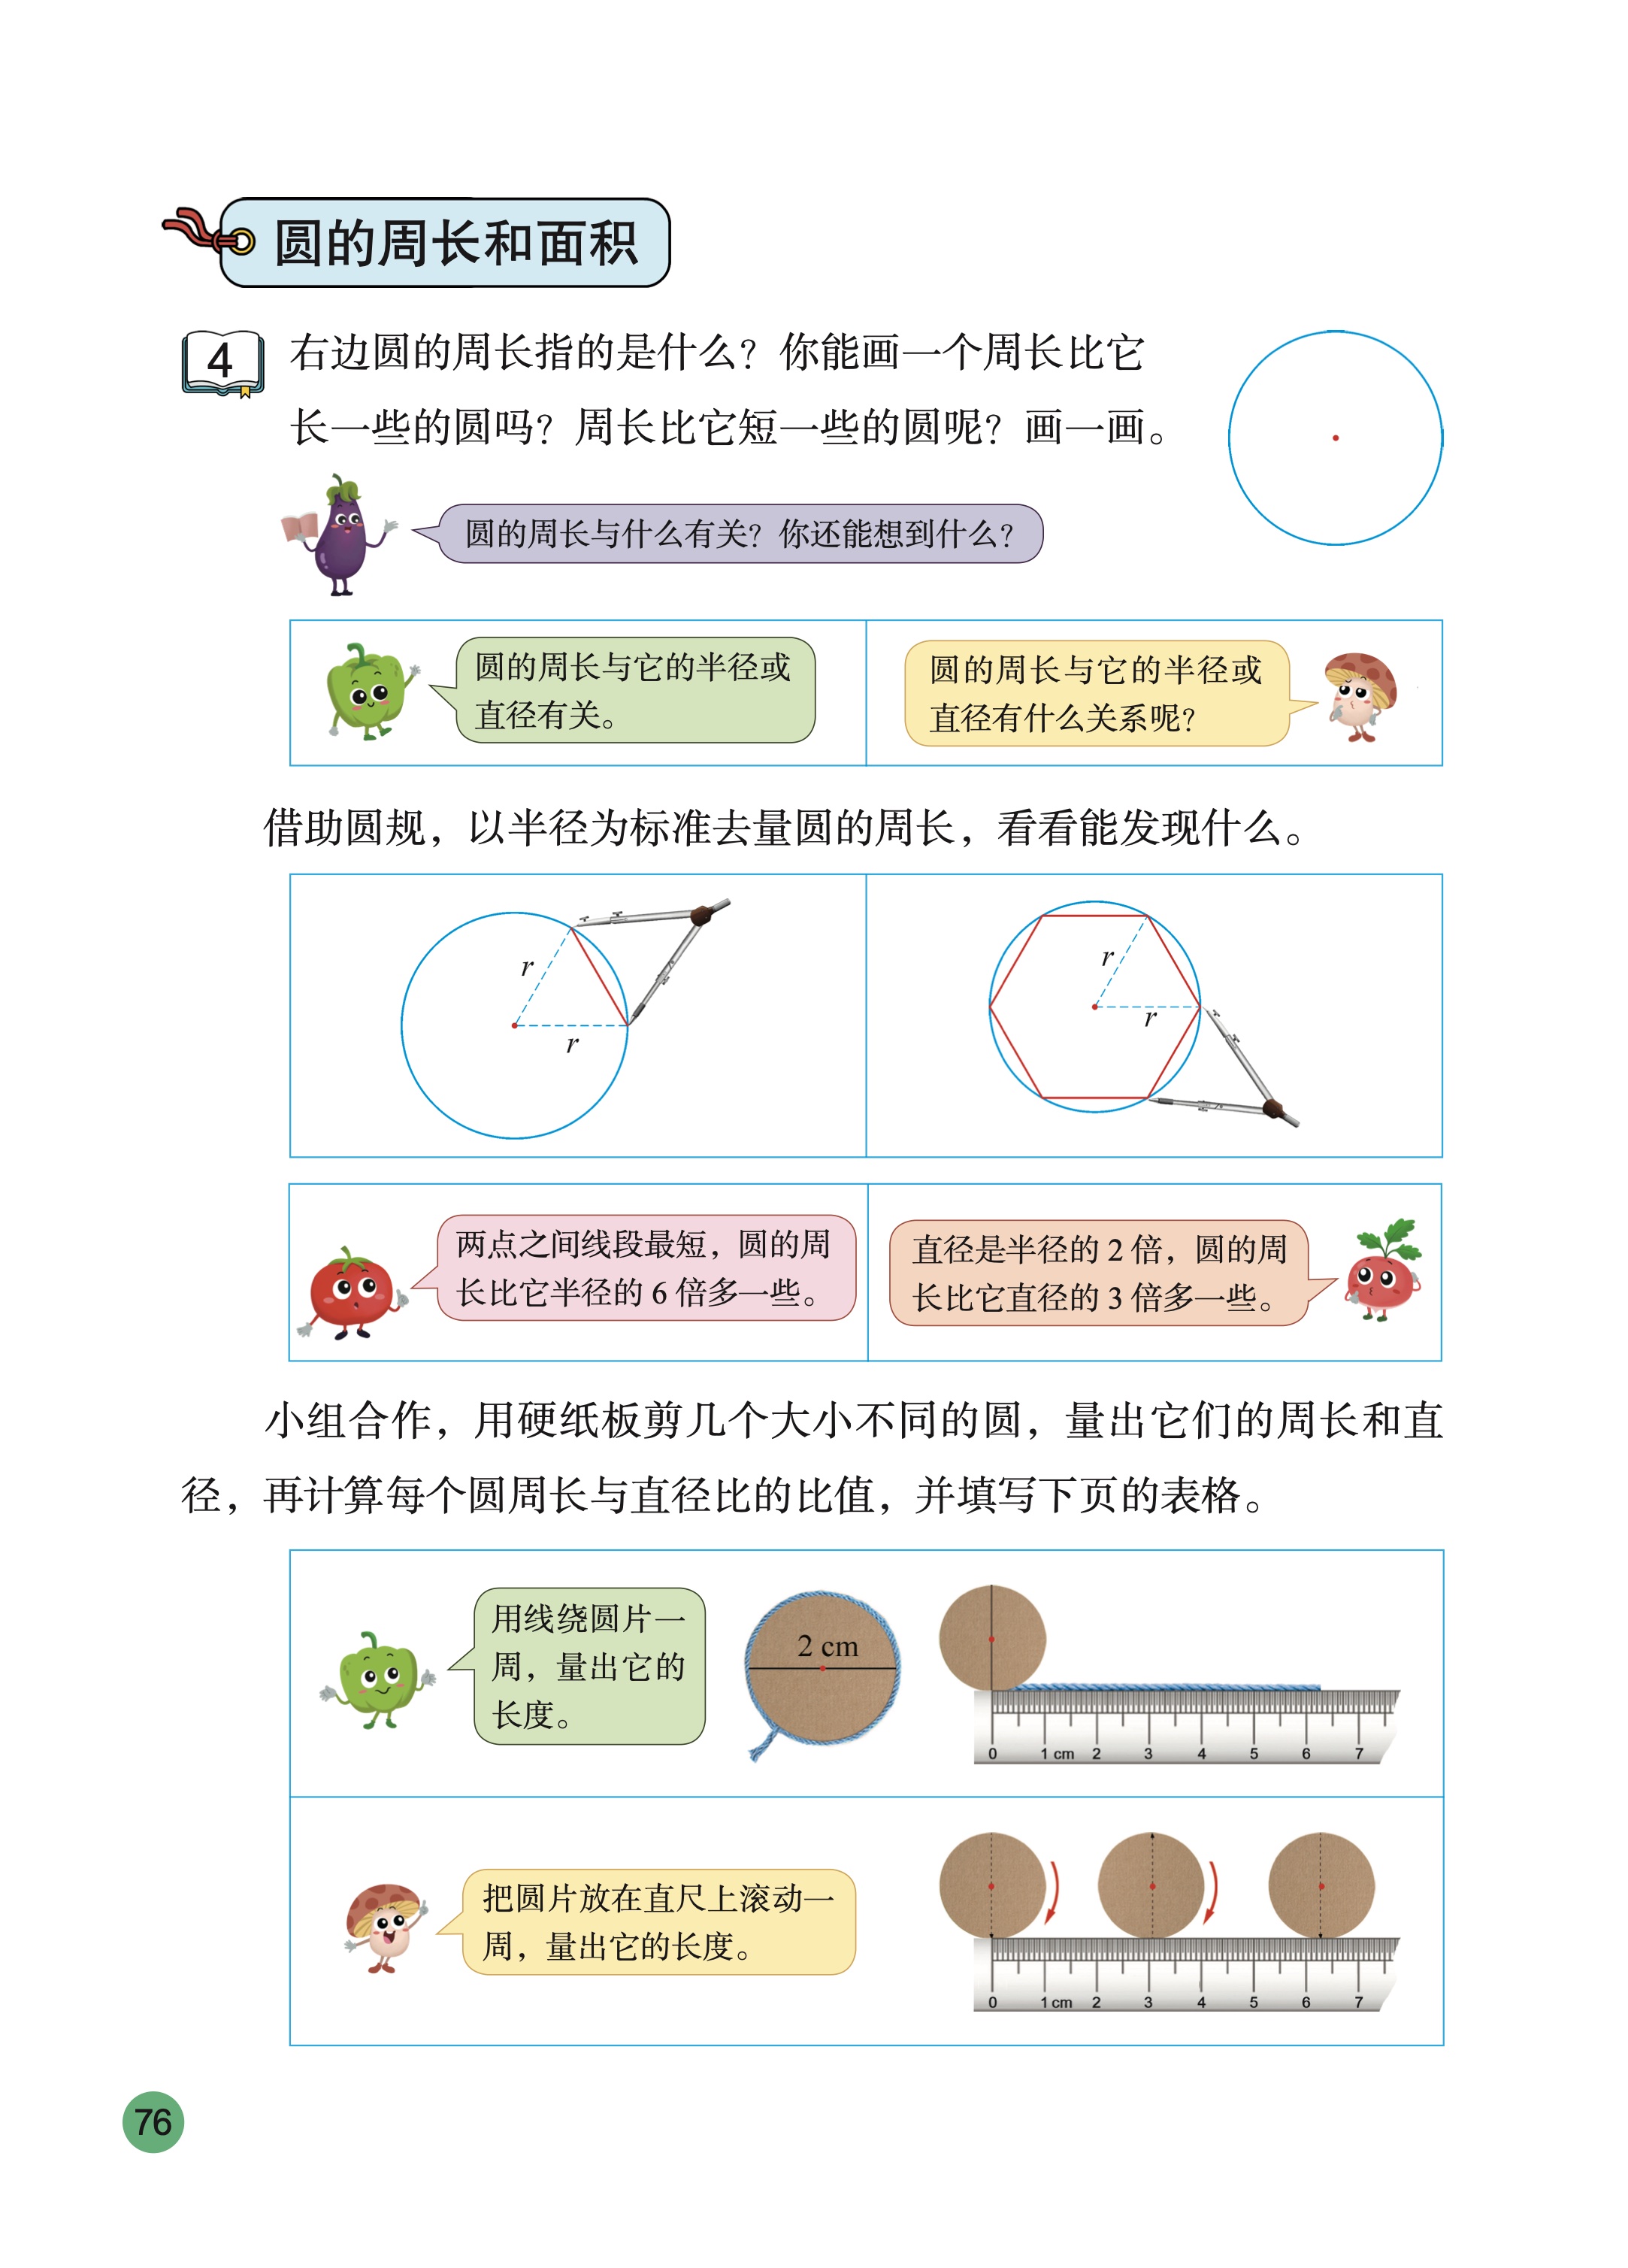 圆的周长和面积
4
右边圆的周长指的是什么？你能画一个周长比它
长一些的圆吗？周长比它短一些的圆呢？画一画。
圆的周长与什么有关？你还能想到什么？
圆的周长与它的半径或
直径有关。
圆的周长与它的半径或
直径有什么关系呢？
借助圆规，以半径为标准去量圆的周长，看看能发现什么。
r
r
r
r
两点之间线段最短，圆的周
长比它半径的 6 倍多一些。
直径是半径的 2 倍，圆的周
长比它直径的 3 倍多一些。
小组合作，用硬纸板剪几个大小不同的圆，量出它们的周长和直
径，再计算每个圆周长与直径比的比值，并填写下页的表格。
用线绕圆片一
周，量出它的
长度。
2 cm
0 1 cm 2 3 4 5 6 7
把圆片放在直尺上滚动一
周，量出它的长度。
0 1 cm 2 3 4 5 6 7
76